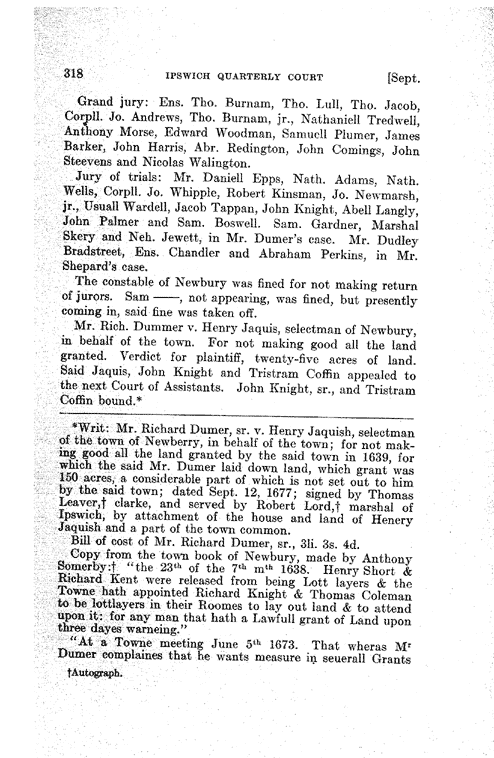 318 IPSWICH QUARTERLY COURT [Sept.
Grand jury: Ens. Tho. Burnam, Tho. Lull, Tho. Jacob,
Corpll. Jo. Andrews, Tho. Burnam, jr., Nathaniell Tredwell,
Anthony Morse, Edward Woodman, Samuell Plumer, James
Barker, John Harris, Abr. Redington, John Comings, John
Steevens and Nicolas Walington.
Jury of trials: Mr. Daniell Epps, Nath. Adams, Nath.
Wells, Corpll. Jo. Whipple, Robert Kinsman, Jo. Newmarsh,
jr., Usuall Wardell, Jacob Tappan, John Knight, Abell Langly,
John Palmer and Sam. Boswell. Sam. Gardner, Marshal
Skery and Neh. Jewett, in Mr. Dumer's case. Mr. Dudley
Bradstreet, Ens. Chandler and Abraham Perkins, in Mr.
Shepard's case.
The constable of Newbury was fined for not making return
of jurors. Sam ——, not appearing, was fined, but presently
coming in, said fine was taken off.
Mr. Rich. Dummer v. Henry Jaquis, selectman of Newbury,
in behalf of the town. For not making good all the land
granted. Verdict for plaintiff, twenty-five acres of land.
Said Jaquis, John Knight and Tristram Coffin appealed to
the next Court of Assistants. John Knight, sr., and Tristram
Coffin bound.*
*Writ: Mr. Richard Dumer, sr. v. Henry Jaquish, selectman
of the town of Newberry, in behalf of the town; for not mak-
ing good all the land granted by the said town in 1639, for
which the said Mr. Dumer laid down land, which grant was
150 acres, a considerable part of which is not set out to him
by the said town; dated Sept. 12, 1677; signed by Thomas
Leaver,† clarke, and served by Robert Lord,† marshal of
Ipswich, by attachment of the house and land of Henery
Jaquish and a part of the town common.
Bill of cost of Mr. Richard Dumer, sr., 3li. 3s. 4d.
Copy from the town book of Newbury, made by Anthony
Somerby:† "the 23th of the 7th mth 1638. Henry Short &
Richard Kent were released from being Lott layers & the
Towne hath appointed Richard Knight & Thomas Coleman
to be lottlayers in their Roomes to lay out land & to attend
upon it: for any man that hath a Lawfull grant of Land upon
three dayes warneing."
"At a Towne meeting June 5th 1673. That wheras Mr
Dumer complaines that he wants measure in seuerall Grants
†Autograph.